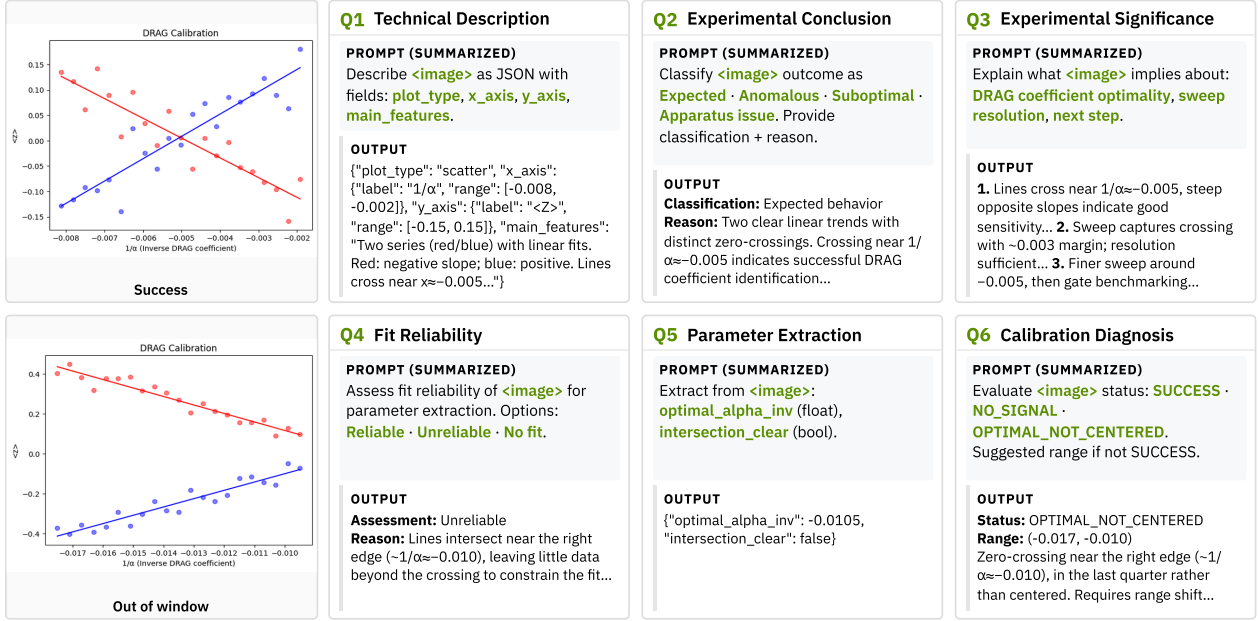 DRAG Calibration
0.15
0.10
0.05
0.00
−0.05
−0.10
−0.15
<Z>
−0.008 −0.007 −0.006 −0.005 −0.004 −0.003 −0.002
1/α (Inverse DRAG coefficient)
Success
Q1 Technical Description
PROMPT (SUMMARIZED)
Describe <image> as JSON with
fields: plot_type, x_axis, y_axis,
main_features.
OUTPUT
{"plot_type": "scatter", "x_axis":
{"label": "1/α", "range": [-0.008,
-0.002]}, "y_axis": {"label": "<Z>",
"range": [-0.15, 0.15]}, "main_features":
"Two series (red/blue) with linear fits.
Red: negative slope; blue: positive. Lines
cross near x≈−0.005..."}
Q2 Experimental Conclusion
PROMPT (SUMMARIZED)
Classify <image> outcome as
Expected · Anomalous · Suboptimal ·
Apparatus issue. Provide
classification + reason.
OUTPUT
Classification: Expected behavior
Reason: Two clear linear trends with
distinct zero-crossings. Crossing near 1/
α≈−0.005 indicates successful DRAG
coefficient identification...
Q3 Experimental Significance
PROMPT (SUMMARIZED)
Explain what <image> implies about:
DRAG coefficient optimality, sweep
resolution, next step.
OUTPUT
1. Lines cross near 1/α≈−0.005, steep
opposite slopes indicate good
sensitivity... 2. Sweep captures crossing
with ~0.003 margin; resolution
sufficient... 3. Finer sweep around
−0.005, then gate benchmarking...
DRAG Calibration
0.4
0.2
0.0
−0.2
−0.4
<Z>
−0.017 −0.016 −0.015 −0.014 −0.013 −0.012 −0.011 −0.010
1/α (Inverse DRAG coefficient)
Out of window
Q4 Fit Reliability
PROMPT (SUMMARIZED)
Assess fit reliability of <image> for
parameter extraction. Options:
Reliable · Unreliable · No fit.
OUTPUT
Assessment: Unreliable
Reason: Lines intersect near the right
edge (~1/α≈−0.010), leaving little data
beyond the crossing to constrain the fit...
Q5 Parameter Extraction
PROMPT (SUMMARIZED)
Extract from <image>:
optimal_alpha_inv (float),
intersection_clear (bool).
OUTPUT
{"optimal_alpha_inv": -0.0105,
"intersection_clear": false}
Q6 Calibration Diagnosis
PROMPT (SUMMARIZED)
Evaluate <image> status: SUCCESS ·
NO_SIGNAL ·
OPTIMAL_NOT_CENTERED.
Suggested range if not SUCCESS.
OUTPUT
Status: OPTIMAL_NOT_CENTERED
Range: (-0.017, -0.010)
Zero-crossing near the right edge (~1/
α≈−0.010), in the last quarter rather
than centered. Requires range shift...